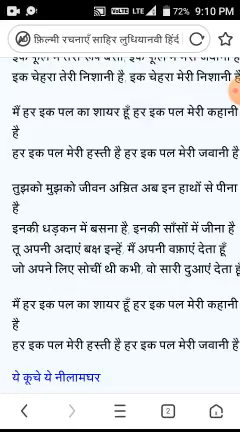 VoLTE LTE 72% 9:10 PM
फ़िल्मी रचनाएँ साहिर लुधियानवी हिंदी
इक चेहरा तेरी निशानी है, इक चेहरा मेरी निशानी है
मैं हर इक पल का शायर हूँ हर इक पल मेरी कहानी
है
हर इक पल मेरी हस्ती है हर इक पल मेरी जवानी है
तुझको मुझको जीवन अम्रित अब इन हाथों से पीना
है
इनकी धड़कन में बसना है, इनकी साँसों में जीना है
तू अपनी अदाएं बक्ष इन्हें, मैं अपनी वफ़ाएं देता हूँ
जो अपने लिए सोचीं थी कभी, वो सारी दुआएं देता हूँ
मैं हर इक पल का शायर हूँ हर इक पल मेरी कहानी
है
हर इक पल मेरी हस्ती है हर इक पल मेरी जवानी है
ये कूचे ये नीलामघर
2